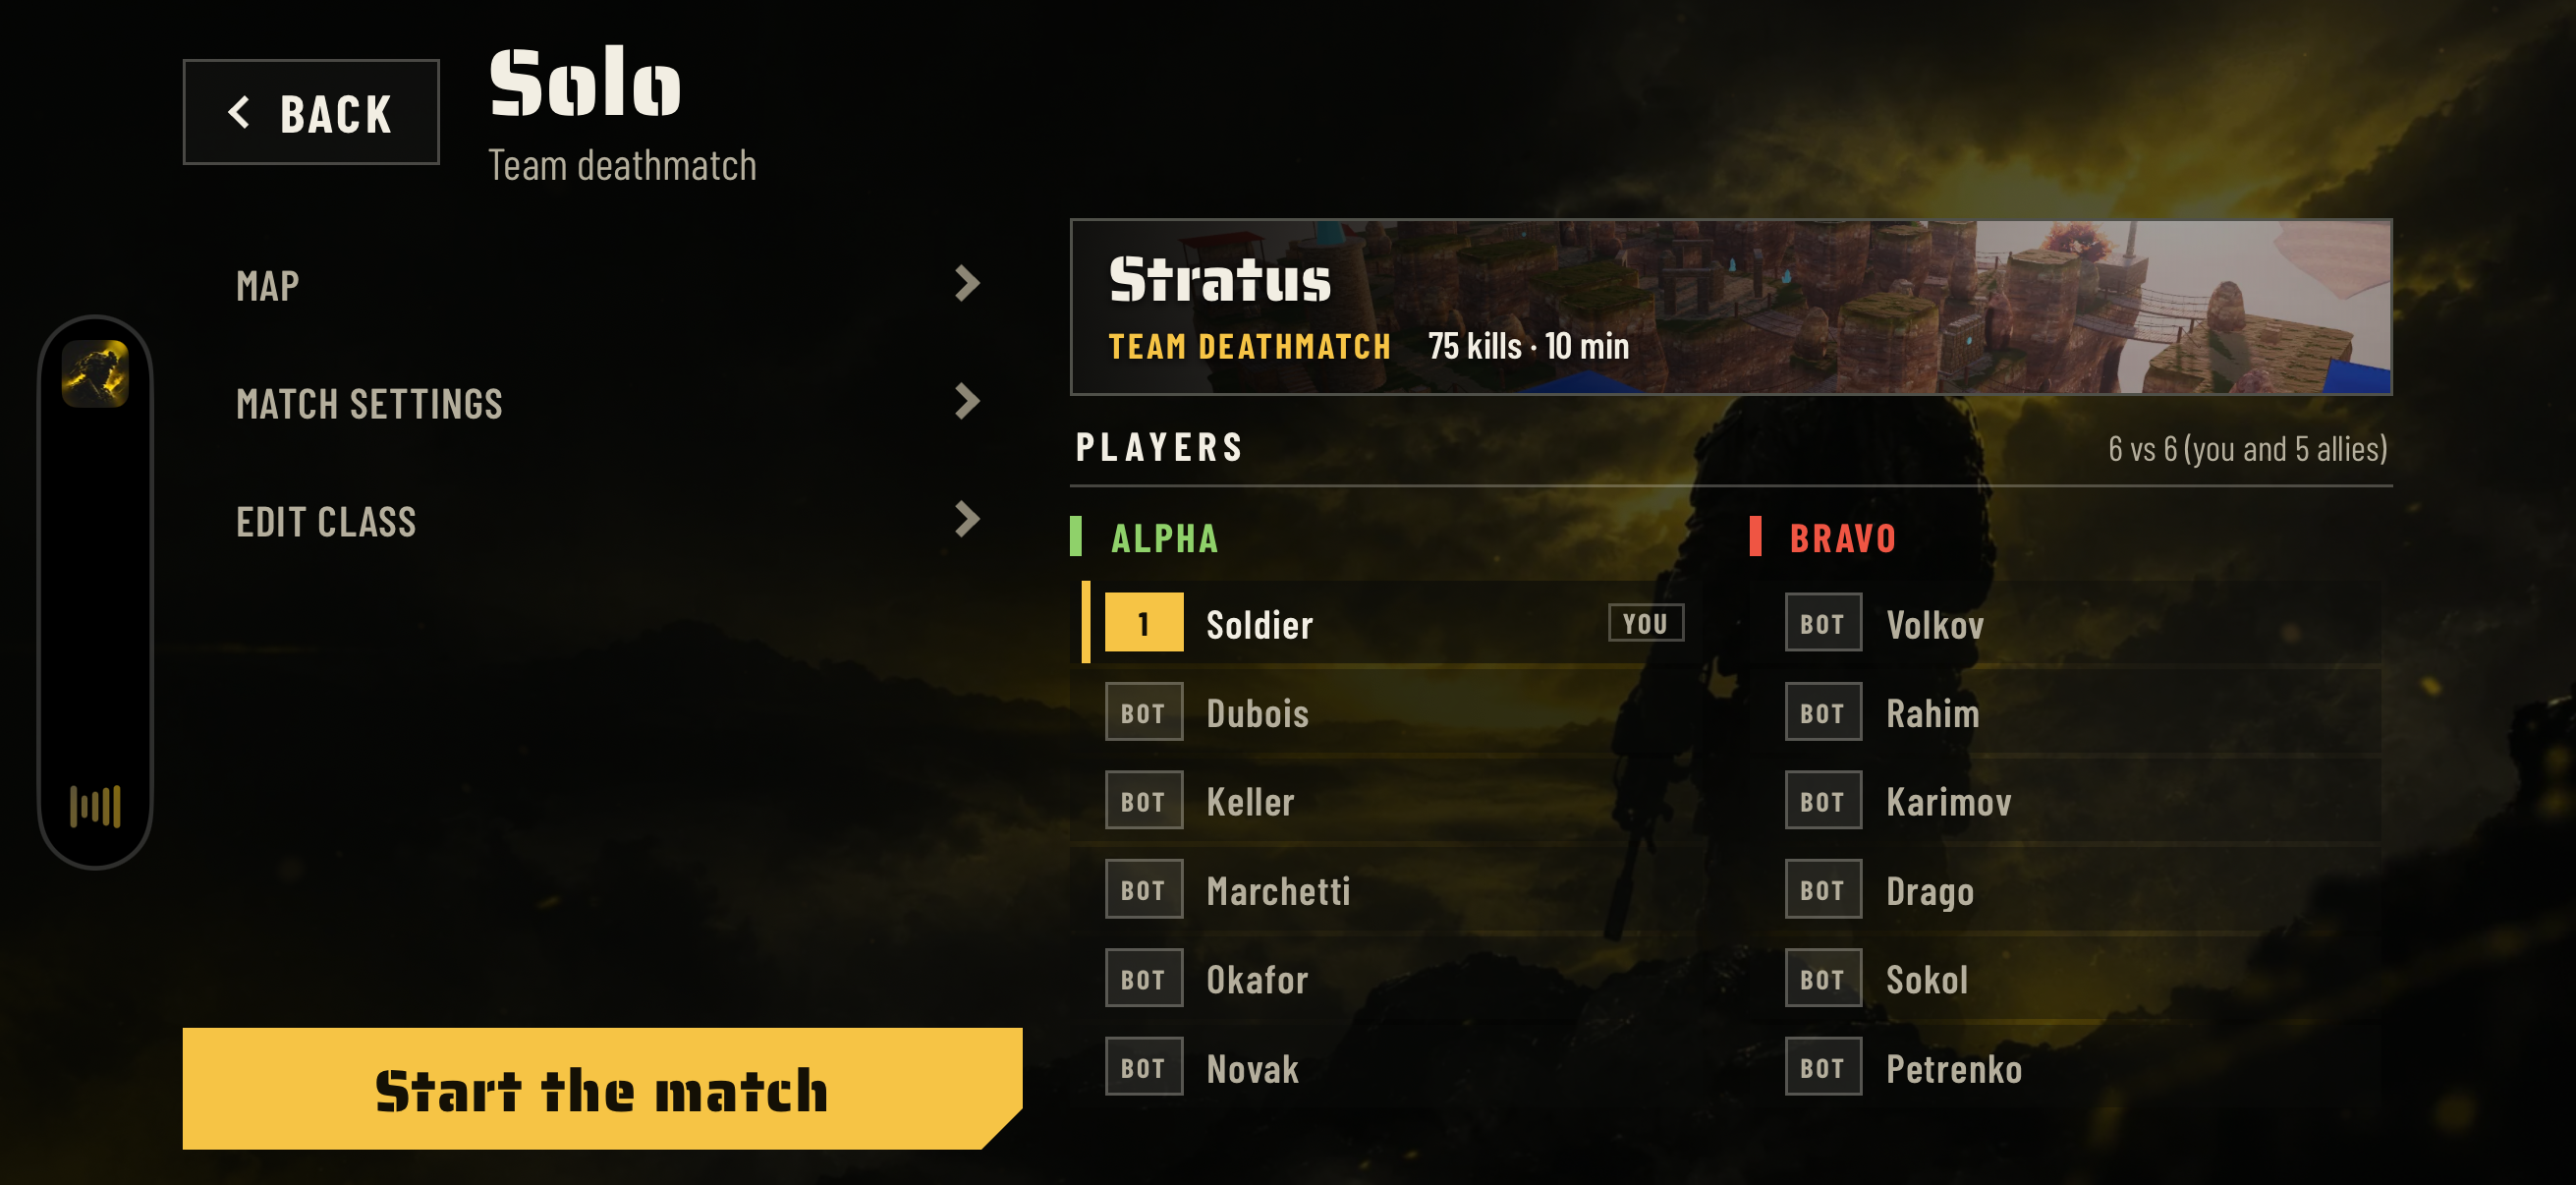 BACK
Solo
Team deathmatch
MAP
MATCH SETTINGS
EDIT CLASS
Start the match
Stratus
TEAM DEATHMATCH 75 kills · 10 min
PLAYERS 6 vs 6 (you and 5 allies)
ALPHA
1 Soldier YOU
BOT Dubois
BOT Keller
BOT Marchetti
BOT Okafor
BOT Novak
BRAVO
BOT Volkov
BOT Rahim
BOT Karimov
BOT Drago
BOT Sokol
BOT Petrenko